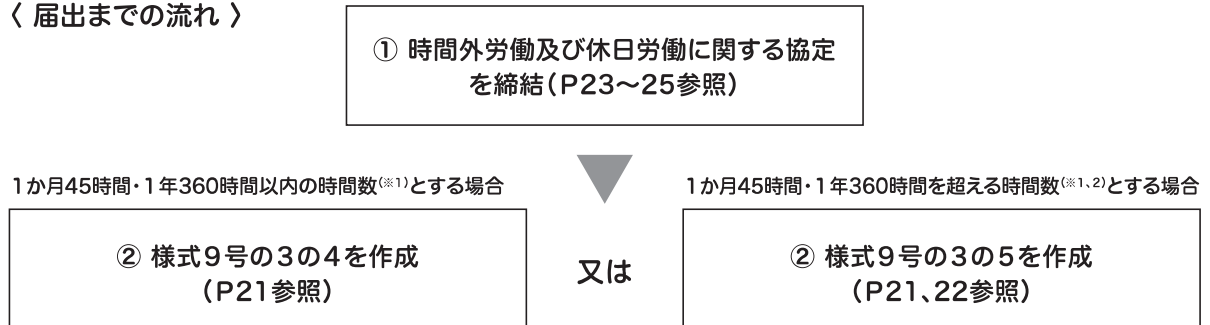 〈 届出までの流れ 〉
① 時間外労働及び休日労働に関する協定
を締結（P23～25参照）
1か月45時間・1年360時間以内の時間数(※1)とする場合
② 様式9号の3の4を作成
（P21参照）
又は
1か月45時間・1年360時間を超える時間数(※1、2)とする場合
② 様式9号の3の5を作成
（P21、22参照）